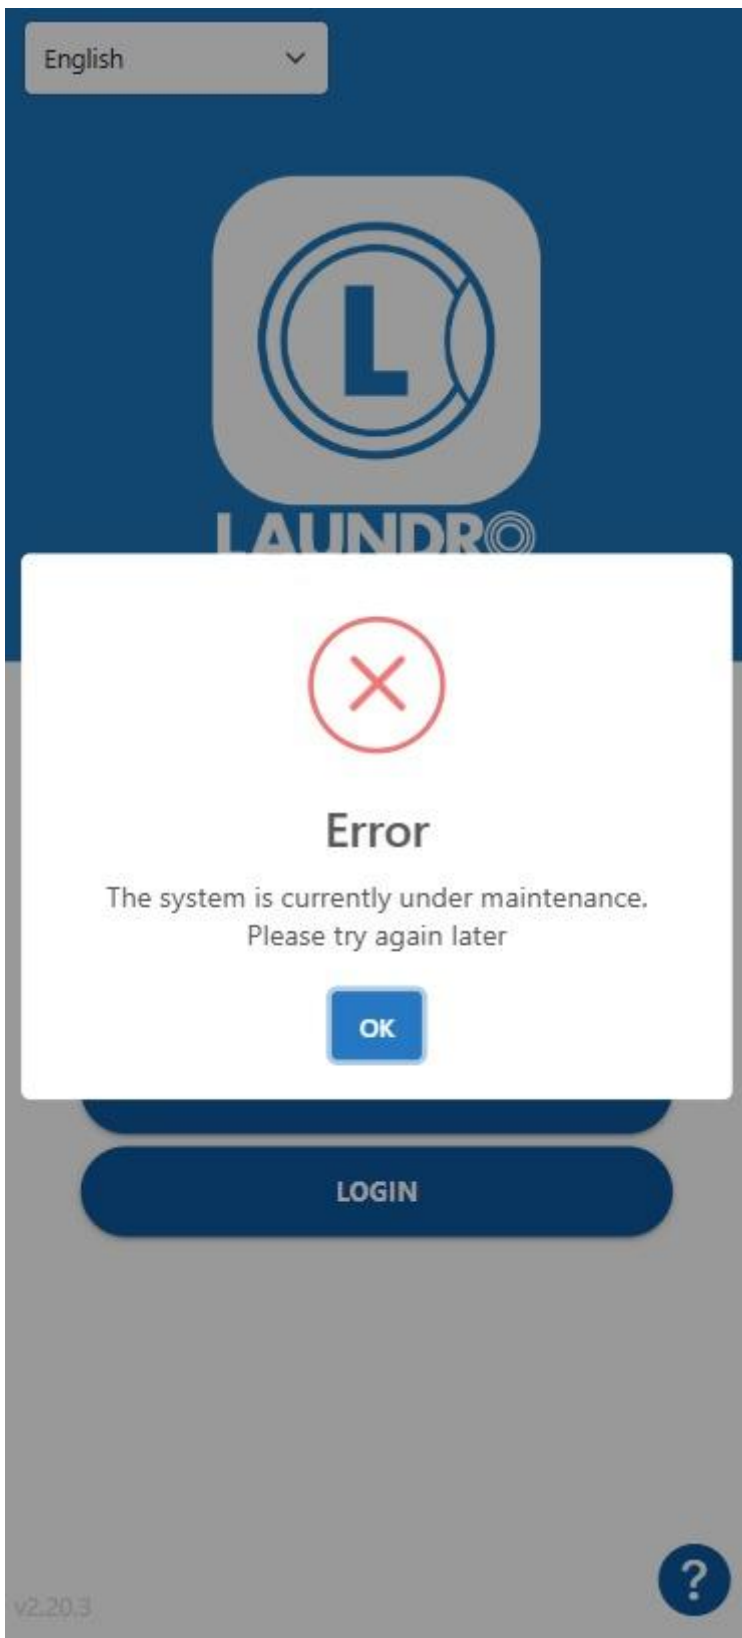 English
L
LAUNDRO
Error
The system is currently under maintenance.
Please try again later
OK
LOGIN
?
v2.20.3